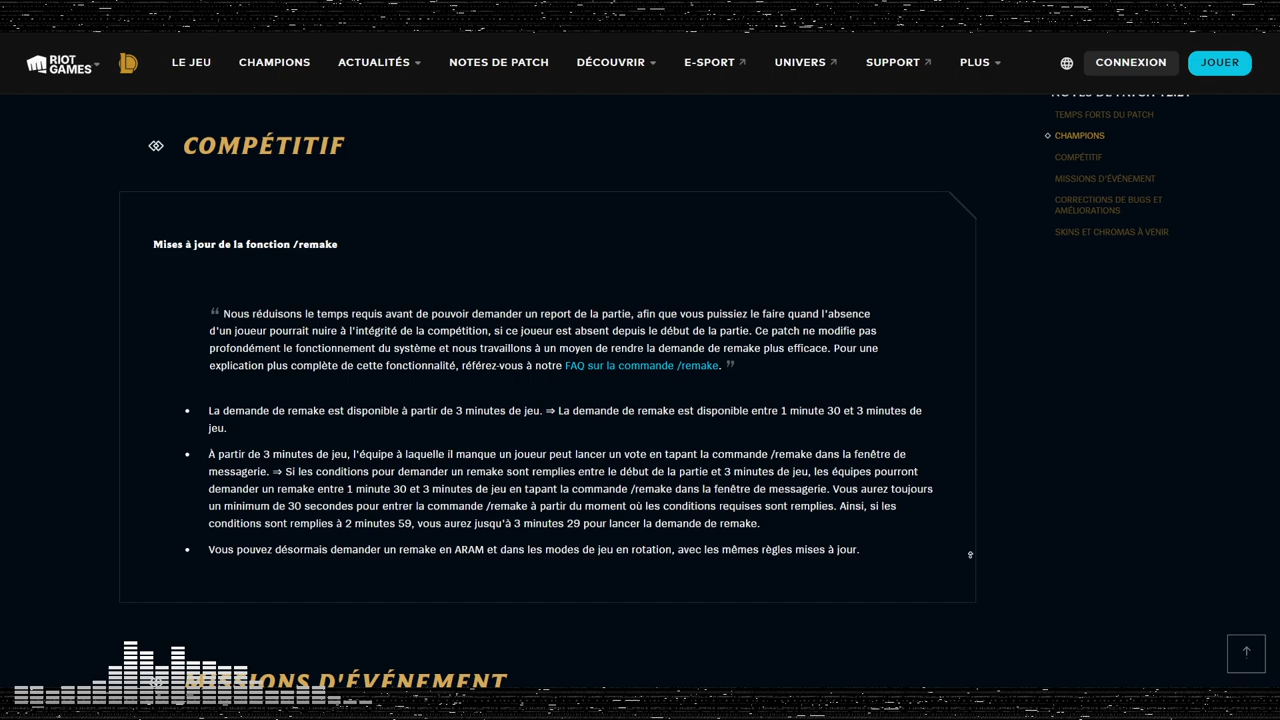 RIOT GAMES
LE JEU
CHAMPIONS
ACTUALITÉS
NOTES DE PATCH
DÉCOUVRIR
E-SPORT
UNIVERS
SUPPORT
PLUS
CONNEXION
JOUER
TEMPS FORTS DU PATCH
CHAMPIONS
COMPÉTITIF
MISSIONS D'ÉVÉNEMENT
CORRECTIONS DE BUGS ET
AMÉLIORATIONS
SKINS ET CHROMAS À VENIR
COMPÉTITIF
Mises à jour de la fonction /remake
“ Nous réduisons le temps requis avant de pouvoir demander un report de la partie, afin que vous puissiez le faire quand l'absence
d'un joueur pourrait nuire à l'intégrité de la compétition, si ce joueur est absent depuis le début de la partie. Ce patch ne modifie pas
profondément le fonctionnement du système et nous travaillons à un moyen de rendre la demande de remake plus efficace. Pour une
explication plus complète de cette fonctionnalité, référez-vous à notre FAQ sur la commande /remake. ”
• La demande de remake est disponible à partir de 3 minutes de jeu. ⇒ La demande de remake est disponible entre 1 minute 30 et 3 minutes de
jeu.
• À partir de 3 minutes de jeu, l'équipe à laquelle il manque un joueur peut lancer un vote en tapant la commande /remake dans la fenêtre de
messagerie. ⇒ Si les conditions pour demander un remake sont remplies entre le début de la partie et 3 minutes de jeu, les équipes pourront
demander un remake entre 1 minute 30 et 3 minutes de jeu en tapant la commande /remake dans la fenêtre de messagerie. Vous aurez toujours
un minimum de 30 secondes pour entrer la commande /remake à partir du moment où les conditions requises sont remplies. Ainsi, si les
conditions sont remplies à 2 minutes 59, vous aurez jusqu'à 3 minutes 29 pour lancer la demande de remake.
• Vous pouvez désormais demander un remake en ARAM et dans les modes de jeu en rotation, avec les mêmes règles mises à jour.
MISSIONS D'ÉVÉNEMENT